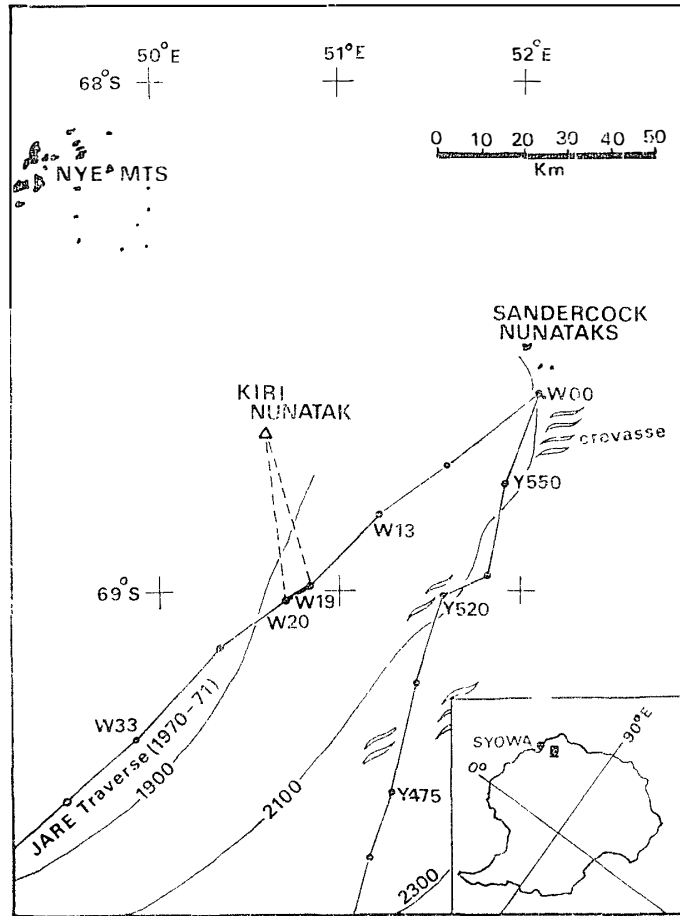 50°E
51°E
52°E
68°S
0 10 20 30 40 50
Km
NYE MTS
SANDERCOCK
NUNATAKS
KIRI
NUNATAK
W00
crevasse
Y550
W13
69°S
W19
W20
Y520
W33
JARE Traverse (1970-71)
1900
2100
Y475
2300
SYOWA
90°E
0°